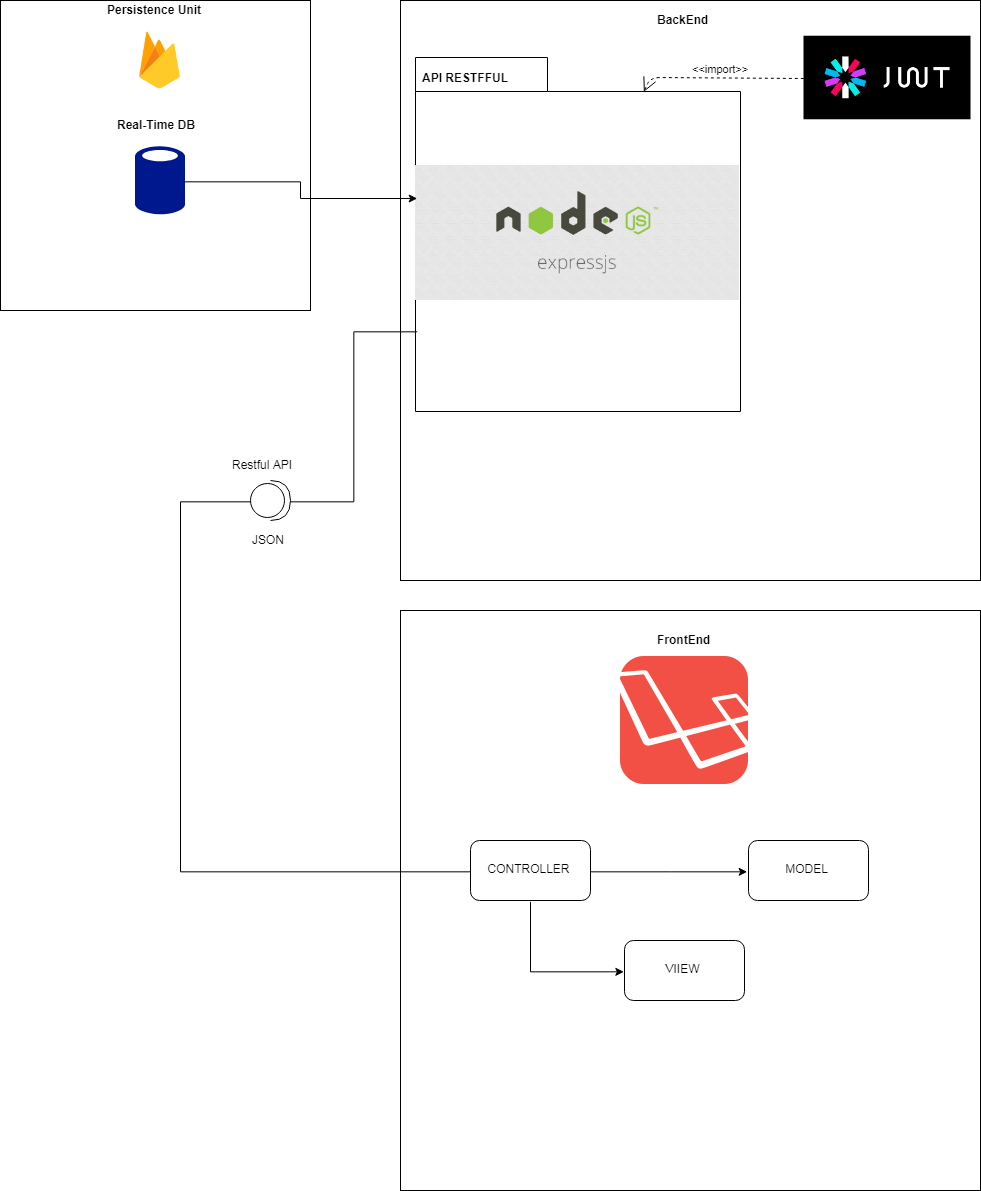 Persistence Unit
Real-Time DB
BackEnd
API RESTFFUL
<<import>>
JWT
node JS ™
expressjs
Restful API
JSON
FrontEnd
CONTROLLER
MODEL
VIIEW